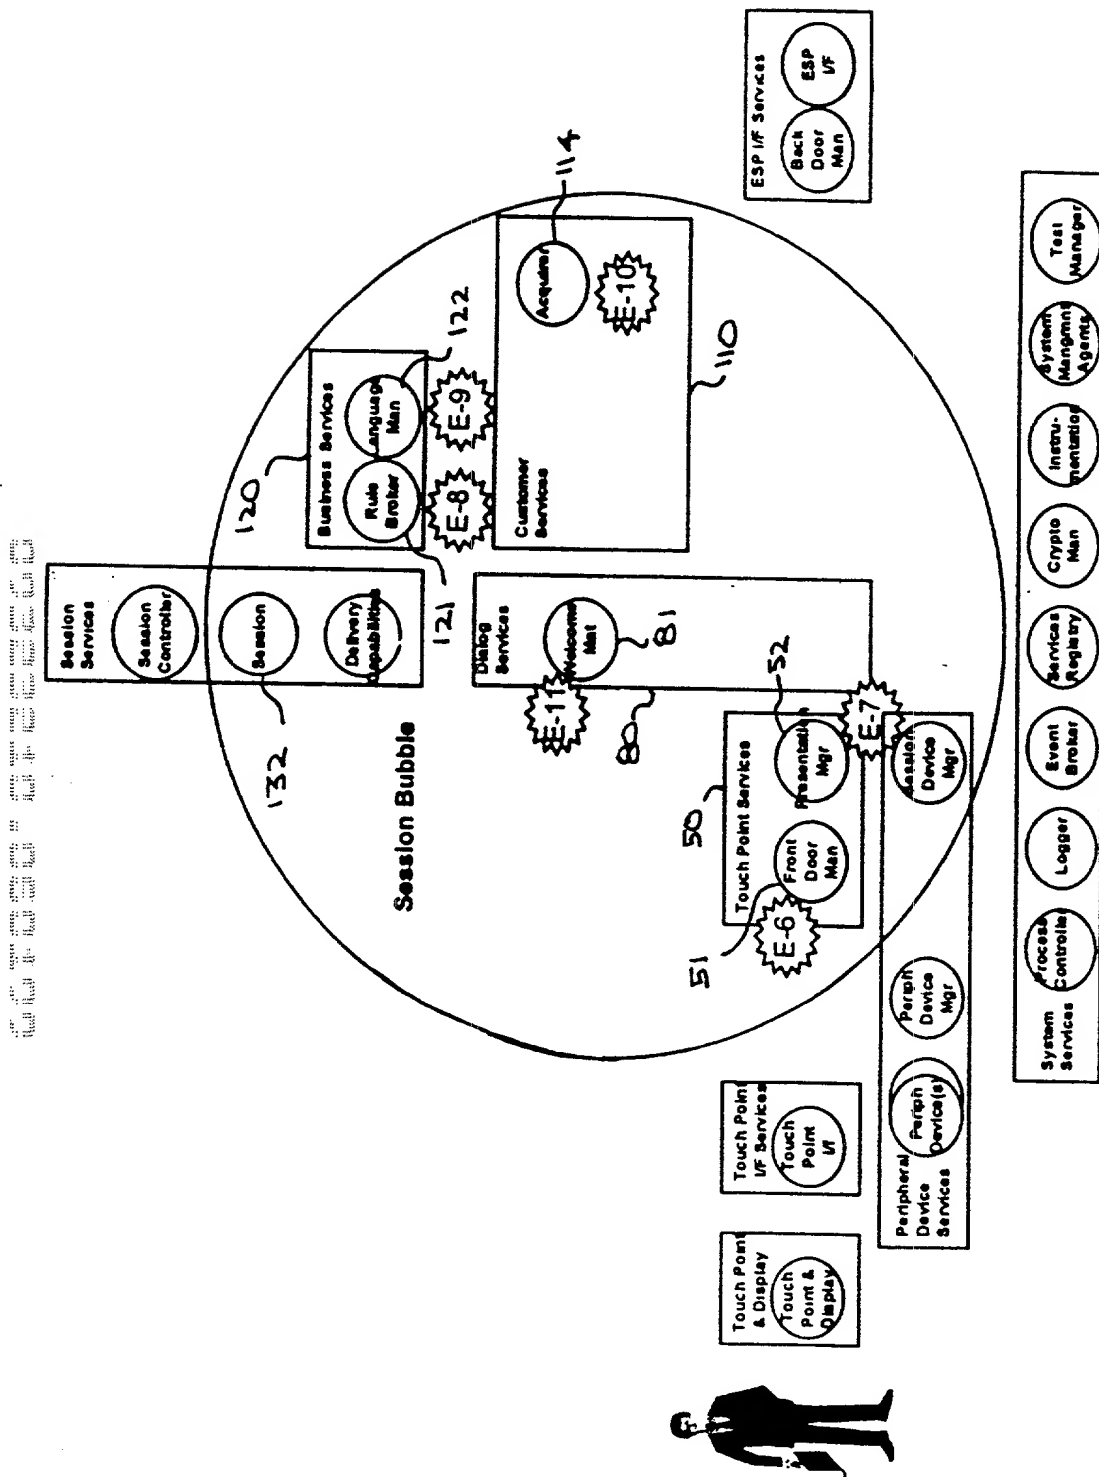 Session
Services
Session
Controller
Session
Delivery
Capabilities
132
120
Business Services
Rule
Broker
Language
Man
121
122
E-8
E-9
Customer
Services
Acquirer
E-10
114
110
Session Bubble
Dialog
Services
Welcome
Mat
E-11
81
80
50
Touch Point Services
Front
Door
Man
Presentation
Mgr
51
52
E-6
E-7
ESP I/F Services
Back
Door
Man
ESP
I/F
Touch Point
& Display
Touch
Point &
Display
Touch Point
I/F Services
Touch
Point
I/f
Peripheral
Device
Services
Periph
Device(s)
Periph
Device
Mgr
Session
Device
Mgr
System
Services
Process
Controller
Logger
Event
Broker
Services
Registry
Crypto
Man
Instru-
mentation
System
Mangmnt
Agents
Test
Manager